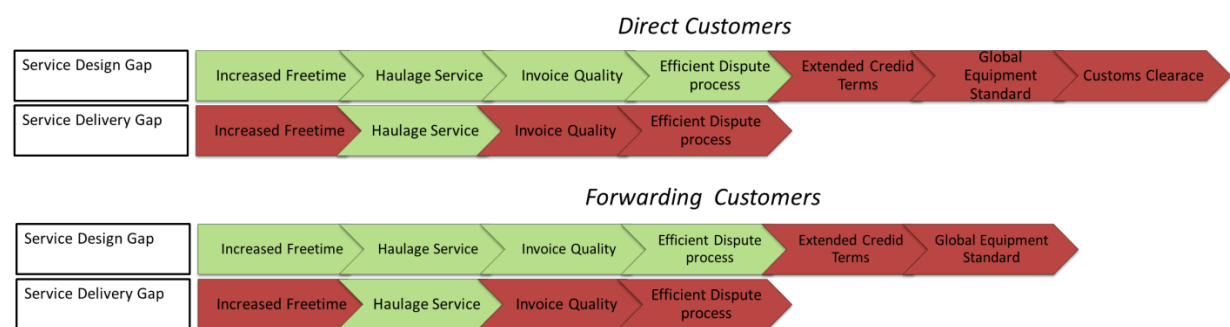 Direct Customers
Service Design Gap
Increased Freetime
Haulage Service
Invoice Quality
Efficient Dispute
process
Extended Credid
Terms
Global
Equipment
Standard
Customs Clearace
Service Delivery Gap
Increased Freetime
Haulage Service
Invoice Quality
Efficient Dispute
process
Forwarding Customers
Service Design Gap
Increased Freetime
Haulage Service
Invoice Quality
Efficient Dispute
process
Extended Credid
Terms
Global Equipment
Standard
Service Delivery Gap
Increased Freetime
Haulage Service
Invoice Quality
Efficient Dispute
process